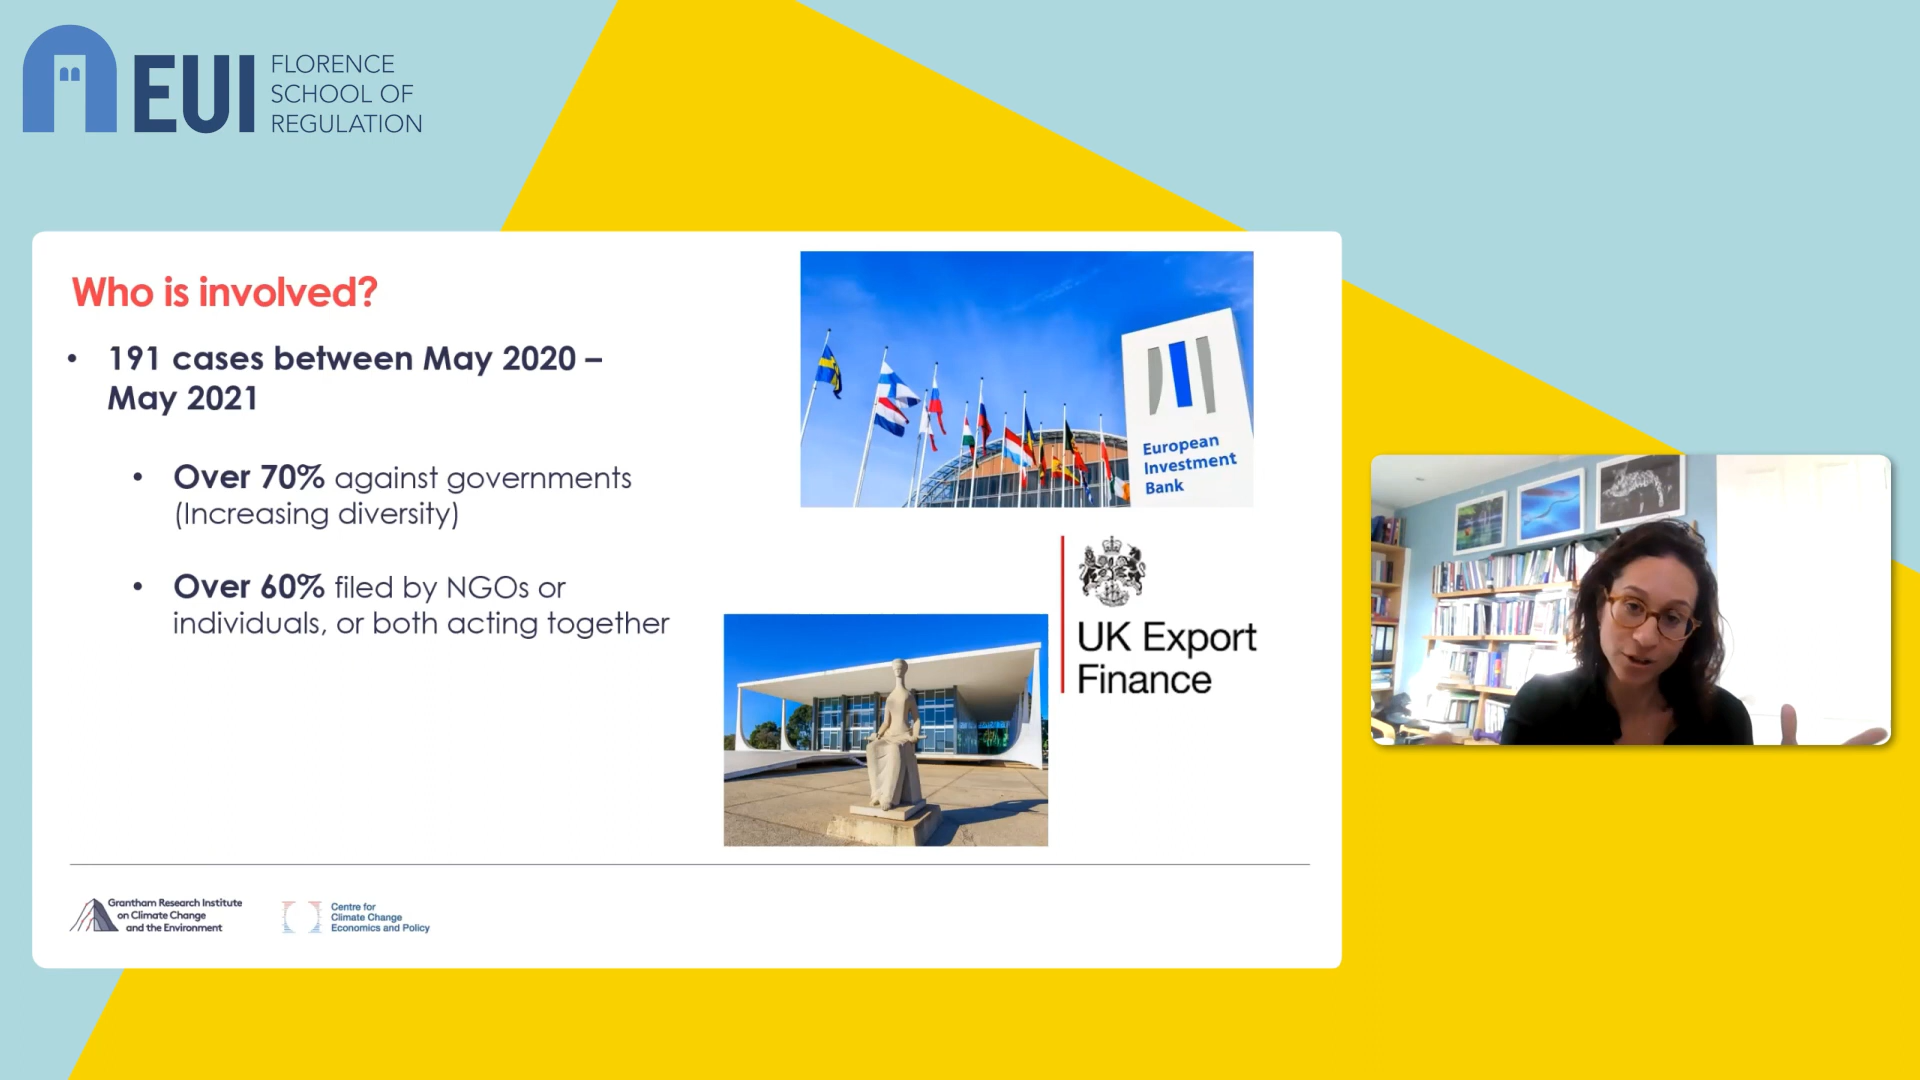 EUI
FLORENCE
SCHOOL OF
REGULATION
Who is involved?
• 191 cases between May 2020 –
May 2021
• Over 70% against governments
(Increasing diversity)
• Over 60% filed by NGOs or
individuals, or both acting together
European
Investment
Bank
UK Export
Finance
Grantham Research Institute
on Climate Change
and the Environment
Centre for
Climate Change
Economics and Policy